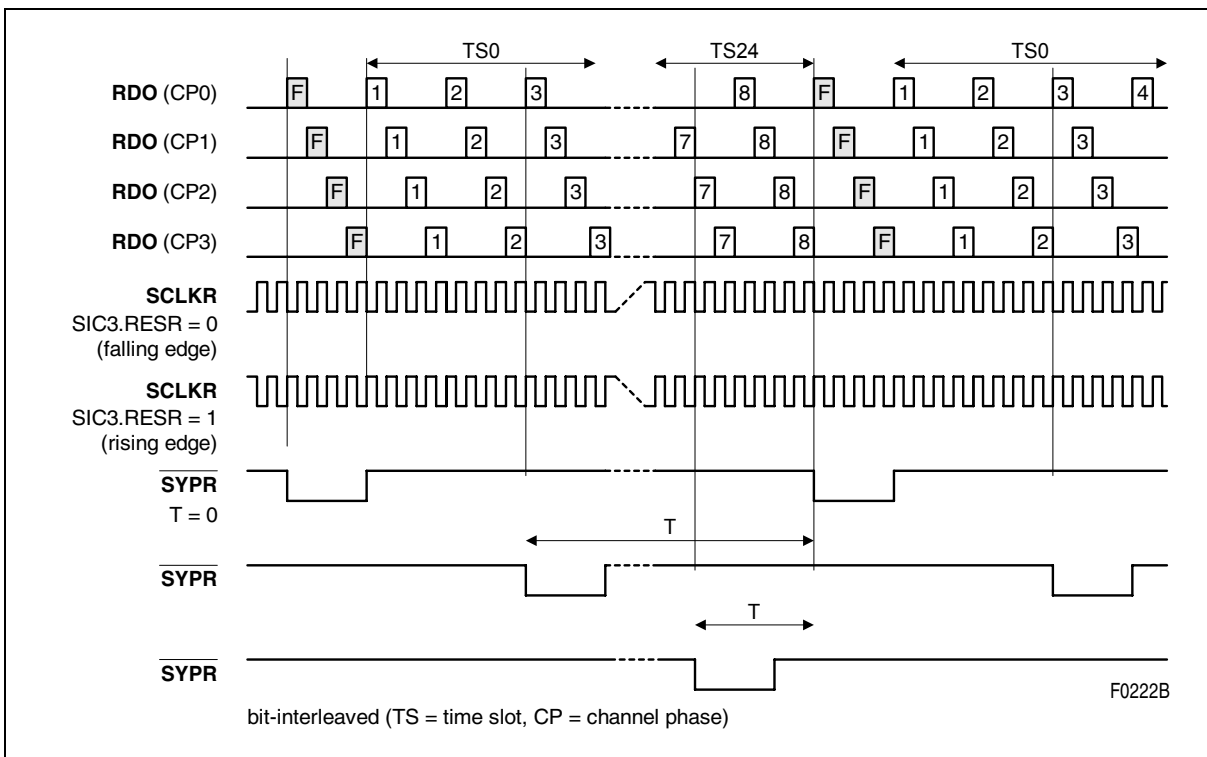 TS0 TS24 TS0
RDO (CP0) F 1 2 3 8 F 1 2 3 4
RDO (CP1) F 1 2 3 7 8 F 1 2 3
RDO (CP2) F 1 2 3 7 8 F 1 2 3
RDO (CP3) F 1 2 3 7 8 F 1 2 3
SCLKR
SIC3.RESR = 0
(falling edge)
SCLKR
SIC3.RESR = 1
(rising edge)
SYPR
T = 0
T
SYPR
T
SYPR
F0222B
bit-interleaved (TS = time slot, CP = channel phase)